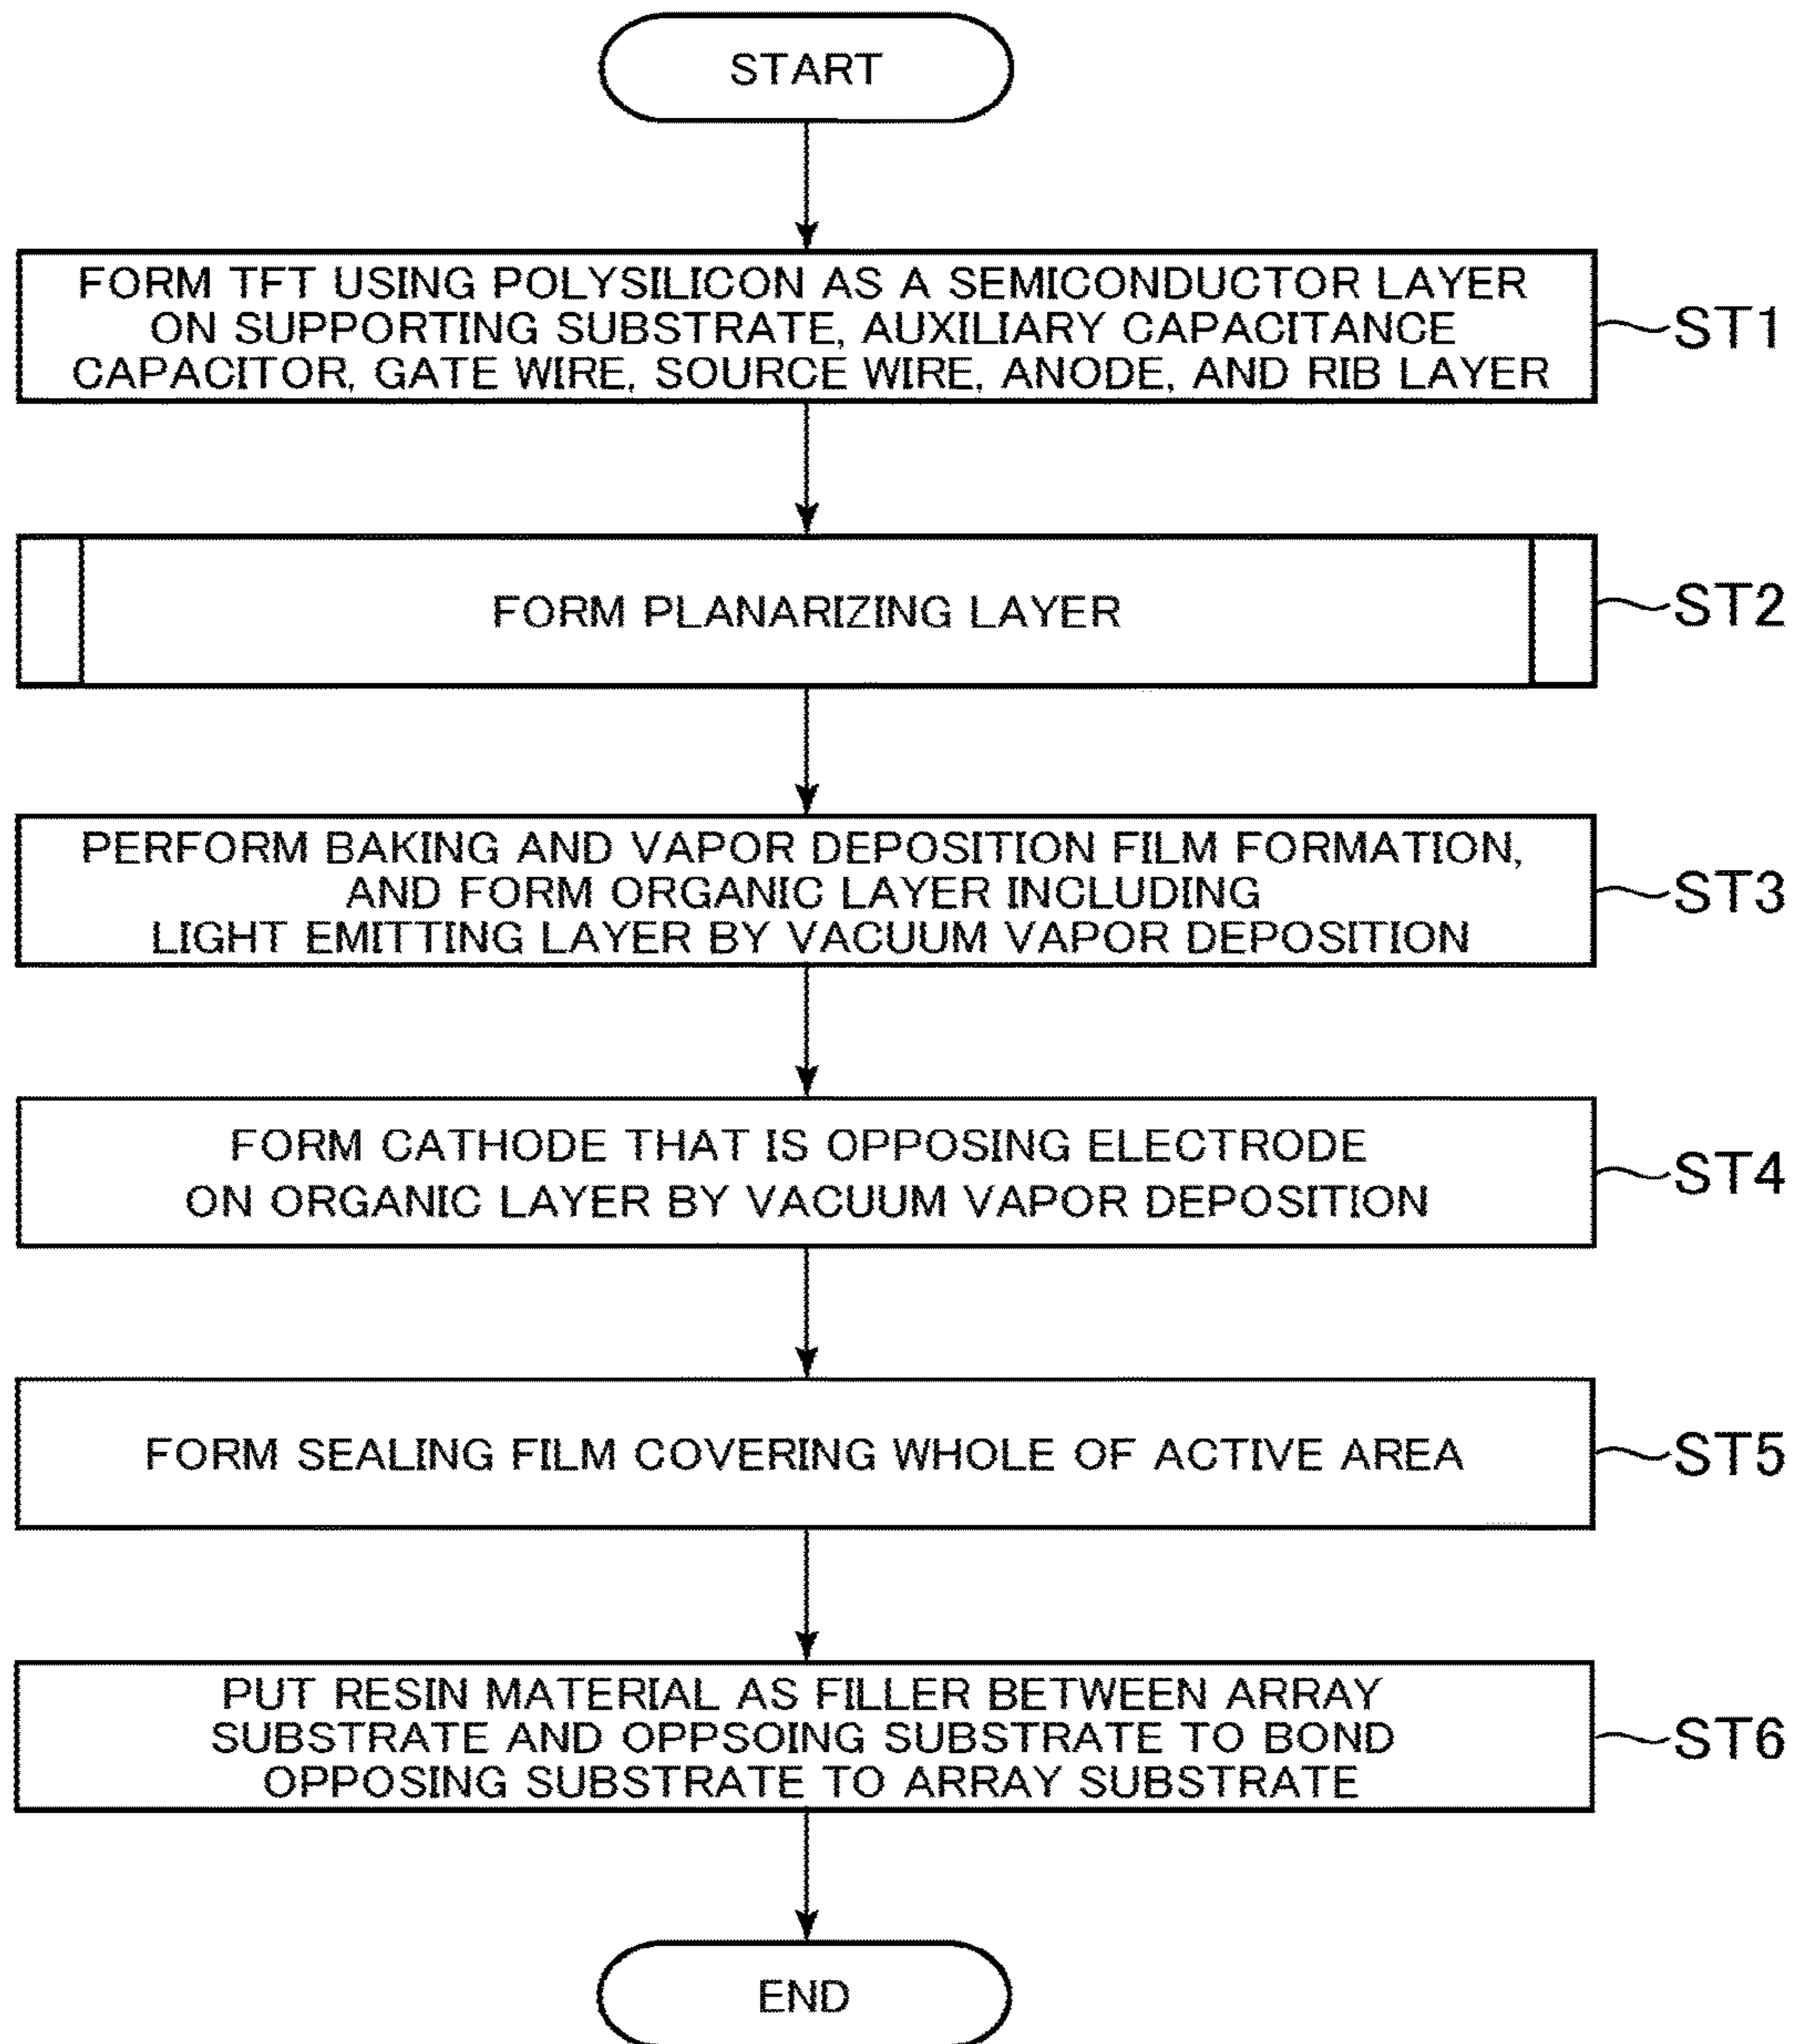 START
FORM TFT USING POLYSILICON AS A SEMICONDUCTOR LAYER
ON SUPPORTING SUBSTRATE, AUXILIARY CAPACITANCE
CAPACITOR, GATE WIRE, SOURCE WIRE, ANODE, AND RIB LAYER
ST1
FORM PLANARIZING LAYER
ST2
PERFORM BAKING AND VAPOR DEPOSITION FILM FORMATION,
AND FORM ORGANIC LAYER INCLUDING
LIGHT EMITTING LAYER BY VACUUM VAPOR DEPOSITION
ST3
FORM CATHODE THAT IS OPPOSING ELECTRODE
ON ORGANIC LAYER BY VACUUM VAPOR DEPOSITION
ST4
FORM SEALING FILM COVERING WHOLE OF ACTIVE AREA
ST5
PUT RESIN MATERIAL AS FILLER BETWEEN ARRAY
SUBSTRATE AND OPPSOING SUBSTRATE TO BOND
OPPOSING SUBSTRATE TO ARRAY SUBSTRATE
ST6
END